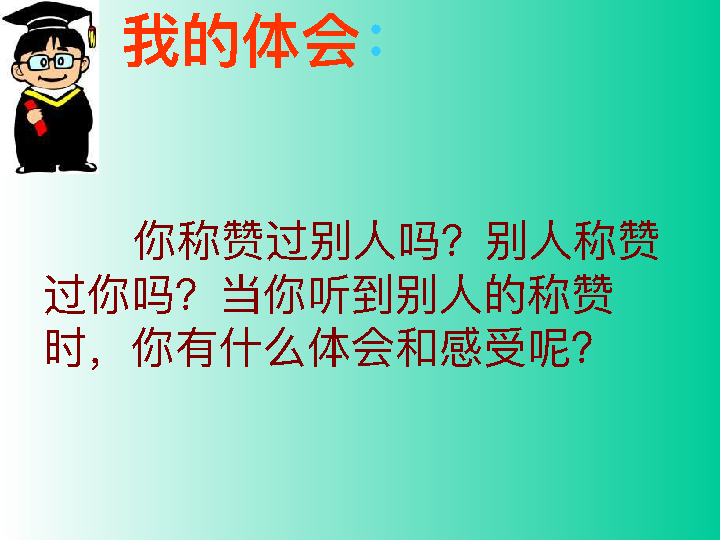 我的体会：
你称赞过别人吗？别人称赞
过你吗？当你听到别人的称赞
时，你有什么体会和感受呢？